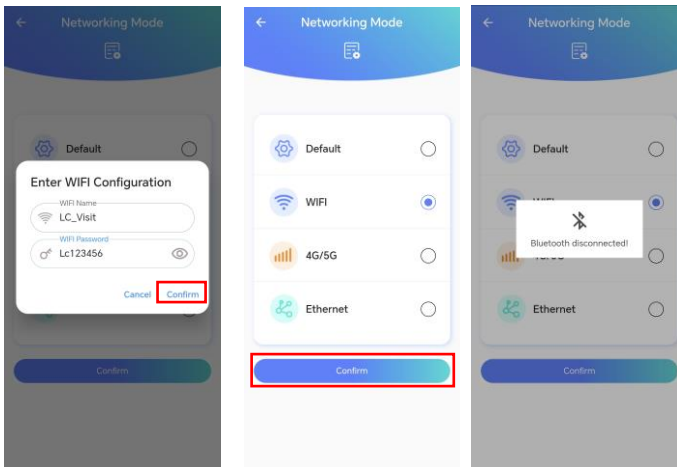 Networking Mode
Default
Enter WIFI Configuration
WIFI Name
LC_Visit
WIFI Password
Lc123456
Cancel Confirm
Confirm
Networking Mode
Default
WIFI
4G/5G
Ethernet
Confirm
Networking Mode
Default
Bluetooth disconnected!
Ethernet
Confirm